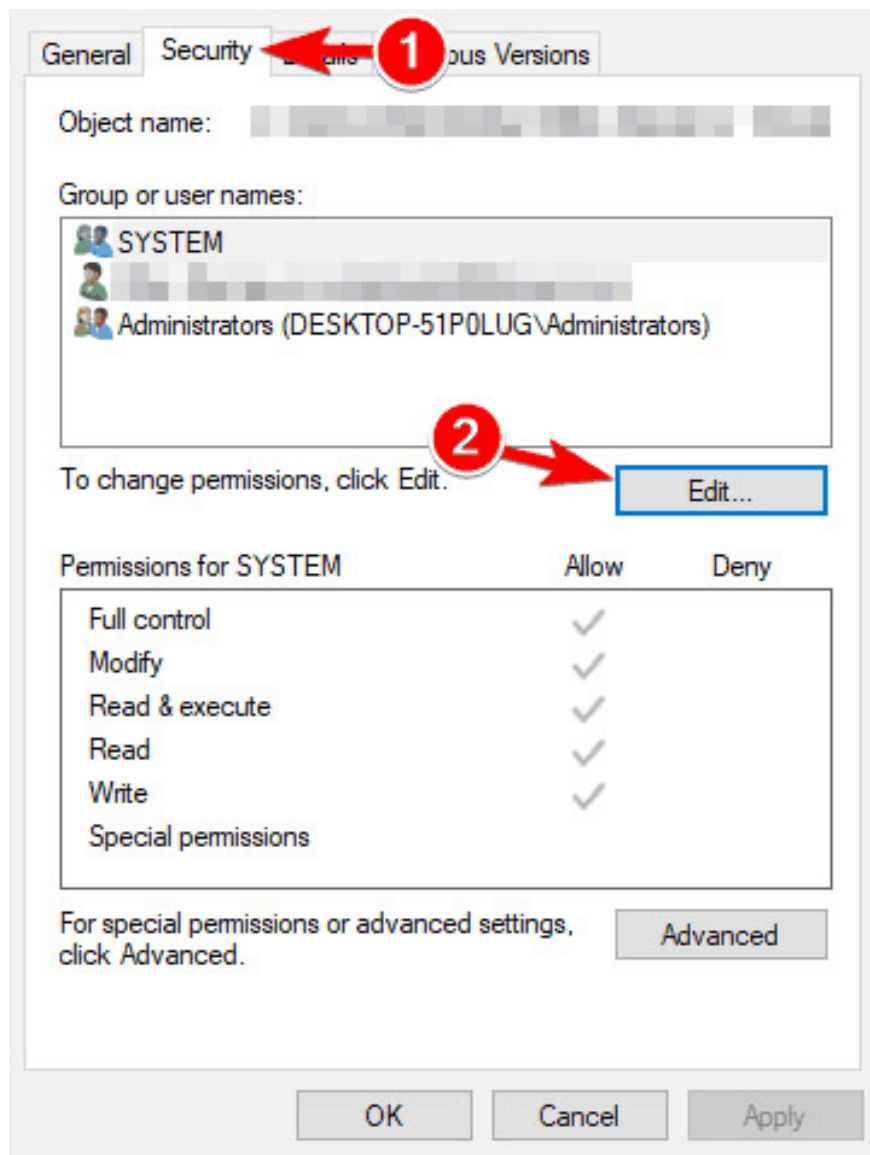 General Security 1 ous Versions
Object name:
Group or user names:
SYSTEM
Administrators (DESKTOP-51P0LUG\Administrators)
2
To change permissions, click Edit.
Edit...
Permissions for SYSTEM Allow Deny
Full control
Modify
Read & execute
Read
Write
Special permissions
For special permissions or advanced settings,
click Advanced.
Advanced
OK Cancel Apply